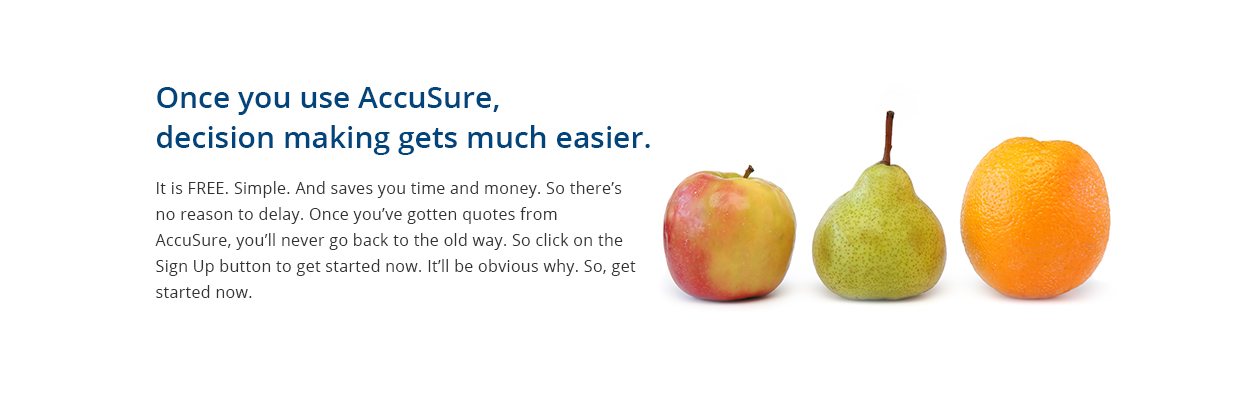 Once you use AccuSure,
decision making gets much easier.
It is FREE. Simple. And saves you time and money. So there’s
no reason to delay. Once you’ve gotten quotes from
AccuSure, you’ll never go back to the old way. So click on the
Sign Up button to get started now. It’ll be obvious why. So, get
started now.